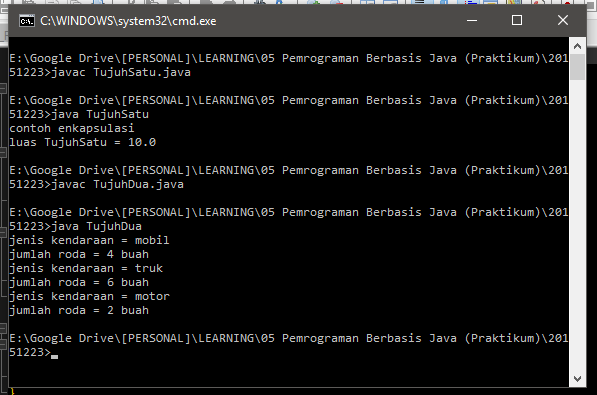 C:\WINDOWS\system32\cmd.exe
E:\Google Drive\[PERSONAL]\LEARNING\05 Pemrograman Berbasis Java (Praktikum)\201
51223>javac TujuhSatu.java
E:\Google Drive\[PERSONAL]\LEARNING\05 Pemrograman Berbasis Java (Praktikum)\201
51223>java TujuhSatu
contoh enkapsulasi
luas TujuhSatu = 10.0
E:\Google Drive\[PERSONAL]\LEARNING\05 Pemrograman Berbasis Java (Praktikum)\201
51223>javac TujuhDua.java
E:\Google Drive\[PERSONAL]\LEARNING\05 Pemrograman Berbasis Java (Praktikum)\201
51223>java TujuhDua
jenis kendaraan = mobil
jumlah roda = 4 buah
jenis kendaraan = truk
jumlah roda = 6 buah
jenis kendaraan = motor
jumlah roda = 2 buah
E:\Google Drive\[PERSONAL]\LEARNING\05 Pemrograman Berbasis Java (Praktikum)\201
51223>
}